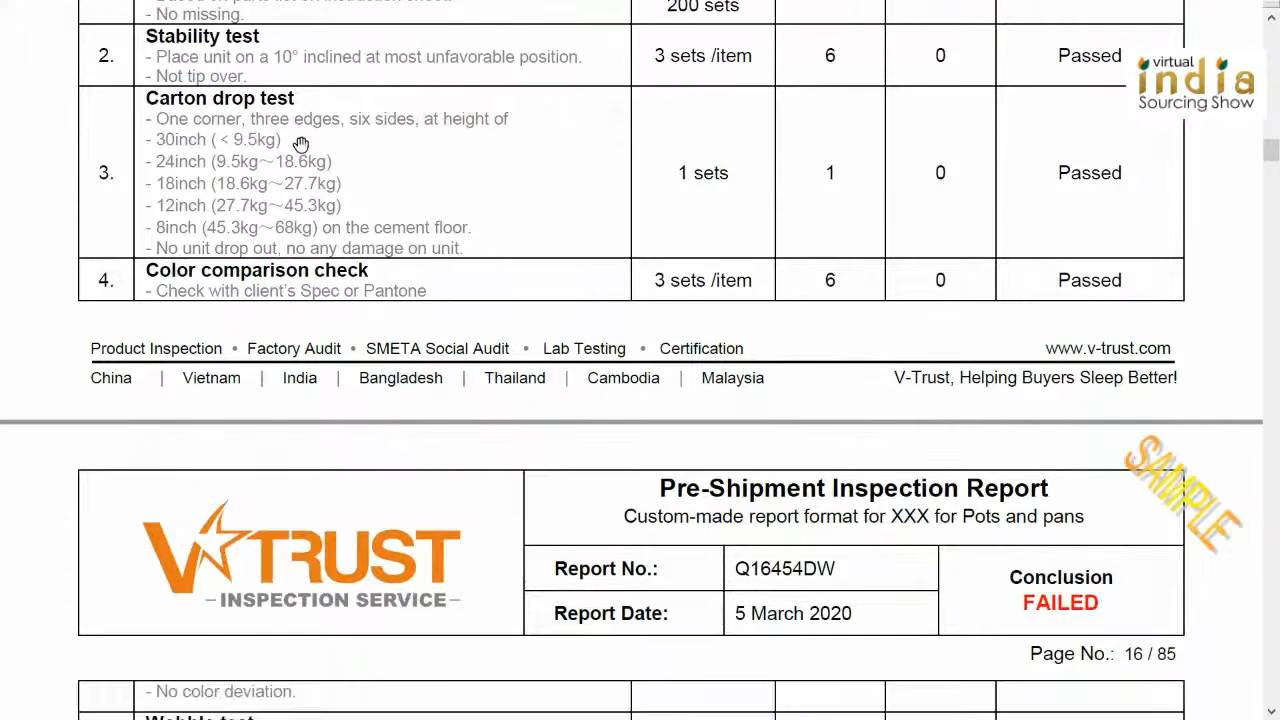 - No missing.
200 sets
2.
Stability test
- Place unit on a 10° inclined at most unfavorable position.
- Not tip over.
3 sets /item
6
0
Passed
virtual
india
Sourcing Show
3.
Carton drop test
- One corner, three edges, six sides, at height of
- 30inch ( < 9.5kg)
- 24inch (9.5kg~18.6kg)
- 18inch (18.6kg~27.7kg)
- 12inch (27.7kg~45.3kg)
- 8inch (45.3kg~68kg) on the cement floor.
- No unit drop out, no any damage on unit.
1 sets
1
0
Passed
4.
Color comparison check
- Check with client's Spec or Pantone
3 sets /item
6
0
Passed
Product Inspection • Factory Audit • SMETA Social Audit • Lab Testing • Certification
www.v-trust.com
China | Vietnam | India | Bangladesh | Thailand | Cambodia | Malaysia
V-Trust, Helping Buyers Sleep Better!
SAMPLE
V TRUST
INSPECTION SERVICE
Pre-Shipment Inspection Report
Custom-made report format for XXX for Pots and pans
Report No.:
Q16454DW
Report Date:
5 March 2020
Conclusion
FAILED
Page No.: 16 / 85
- No color deviation.